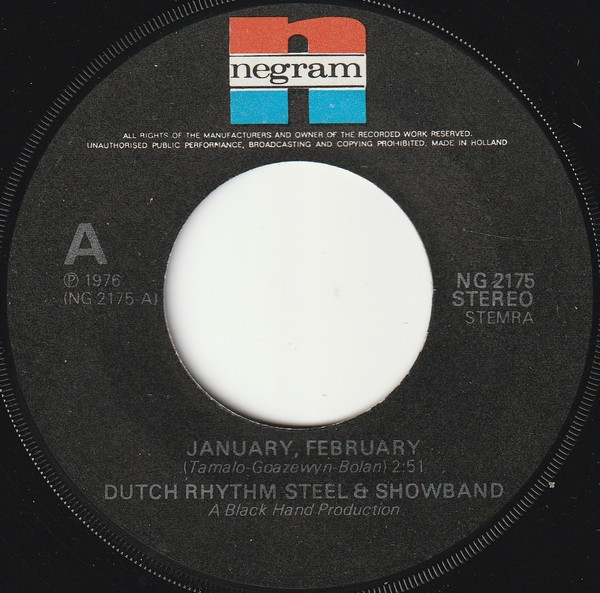 negram
ALL RIGHTS OF THE MANUFACTURERS AND OWNER OF THE RECORDED WORK RESERVED.
UNAUTHORISED PUBLIC PERFORMANCE, BROADCASTING AND COPYING PROHIBITED. MADE IN HOLLAND
A
℗ 1976
(NG 2175-A)
NG 2175
STEREO
STEMRA
JANUARY, FEBRUARY
(Tamalo-Goazewyn-Bolan) 2:51
DUTCH RHYTHM STEEL & SHOWBAND
A Black Hand Production